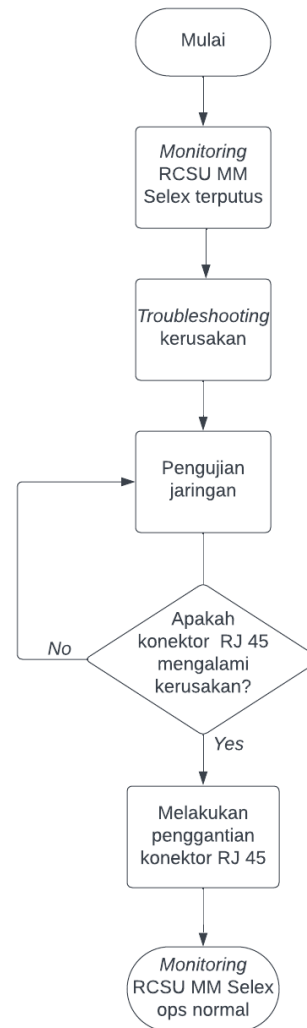 Mulai
Monitoring
RCSU MM
Selex terputus
Troubleshooting
kerusakan
Pengujian
jaringan
Apakah
konektor RJ 45
mengalami
kerusakan?
No
Yes
Melakukan
penggantian
konektor RJ 45
Monitoring
RCSU MM Selex
ops normal